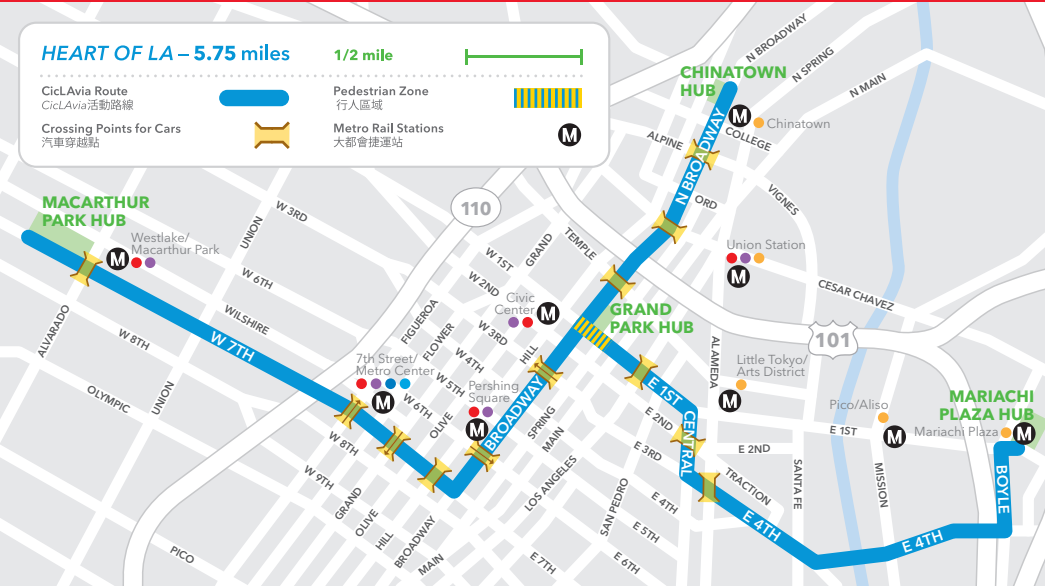 HEART OF LA – 5.75 miles
1/2 mile
CicLAvia Route
CicLAvia活動路線
Pedestrian Zone
行人區域
Crossing Points for Cars
汽車穿越點
Metro Rail Stations
大都會捷運站
M
N BROADWAY
N SPRING
N MAIN
CHINATOWN
HUB
M
Chinatown
COLLEGE
ALPINE
N BROADWAY
ORD
VIGNES
MACARTHUR
PARK HUB
Westlake/
Macarthur Park
M
110
UNION
W 3RD
W 6TH
WILSHIRE
W 7TH
ALVARADO
W 8TH
OLYMPIC
UNION
TEMPLE
GRAND
W 1ST
W 2ND
W 3RD
W 4TH
W 5TH
W 6TH
FIGUEROA
FLOWER
HILL
OLIVE
Union Station
M
CESAR CHAVEZ
101
Civic
Center
M
GRAND
PARK HUB
7th Street/
Metro Center
M
Pershing
Square
M
BROADWAY
SPRING
MAIN
LOS ANGELES
SAN PEDRO
E 1ST
CENTRAL
E 2ND
E 3RD
E 4TH
E 5TH
E 6TH
E 7TH
ALAMEDA
Little Tokyo/
Arts District
M
E 2ND
TRACTION
SANTA FE
E 4TH
E 4TH
Pico/Aliso
M
E 1ST
MISSION
MARIACHI
PLAZA HUB
Mariachi Plaza
M
BOYLE
W 8TH
W 9TH
GRAND
OLIVE
HILL
BROADWAY
MAIN
PICO